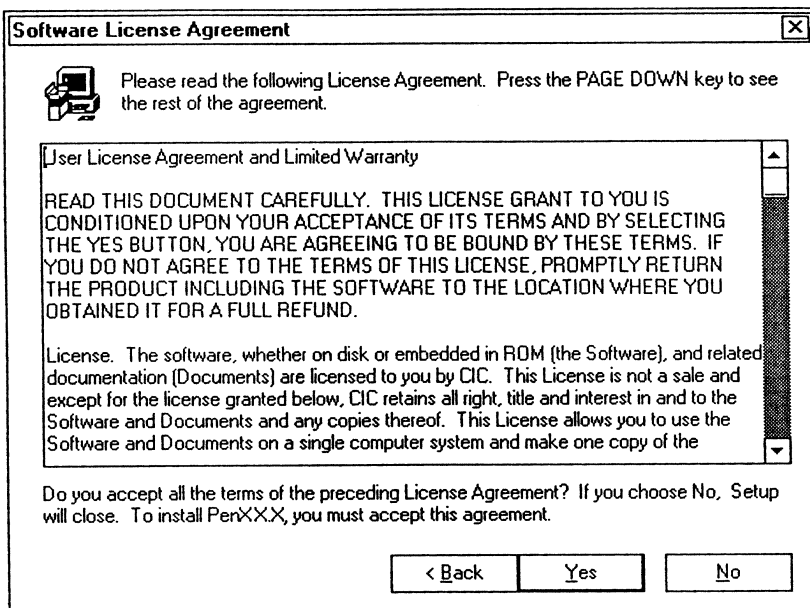 Software License Agreement
Please read the following License Agreement. Press the PAGE DOWN key to see
the rest of the agreement.
User License Agreement and Limited Warranty
READ THIS DOCUMENT CAREFULLY. THIS LICENSE GRANT TO YOU IS
CONDITIONED UPON YOUR ACCEPTANCE OF ITS TERMS AND BY SELECTING
THE YES BUTTON, YOU ARE AGREEING TO BE BOUND BY THESE TERMS. IF
YOU DO NOT AGREE TO THE TERMS OF THIS LICENSE, PROMPTLY RETURN
THE PRODUCT INCLUDING THE SOFTWARE TO THE LOCATION WHERE YOU
OBTAINED IT FOR A FULL REFUND.
License. The software, whether on disk or embedded in ROM (the Software), and related
documentation (Documents) are licensed to you by CIC. This License is not a sale and
except for the license granted below, CIC retains all right, title and interest in and to the
Software and Documents and any copies thereof. This License allows you to use the
Software and Documents on a single computer system and make one copy of the
Do you accept all the terms of the preceding License Agreement? If you choose No, Setup
will close. To install PenX.X.X, you must accept this agreement.
< Back
Yes
No